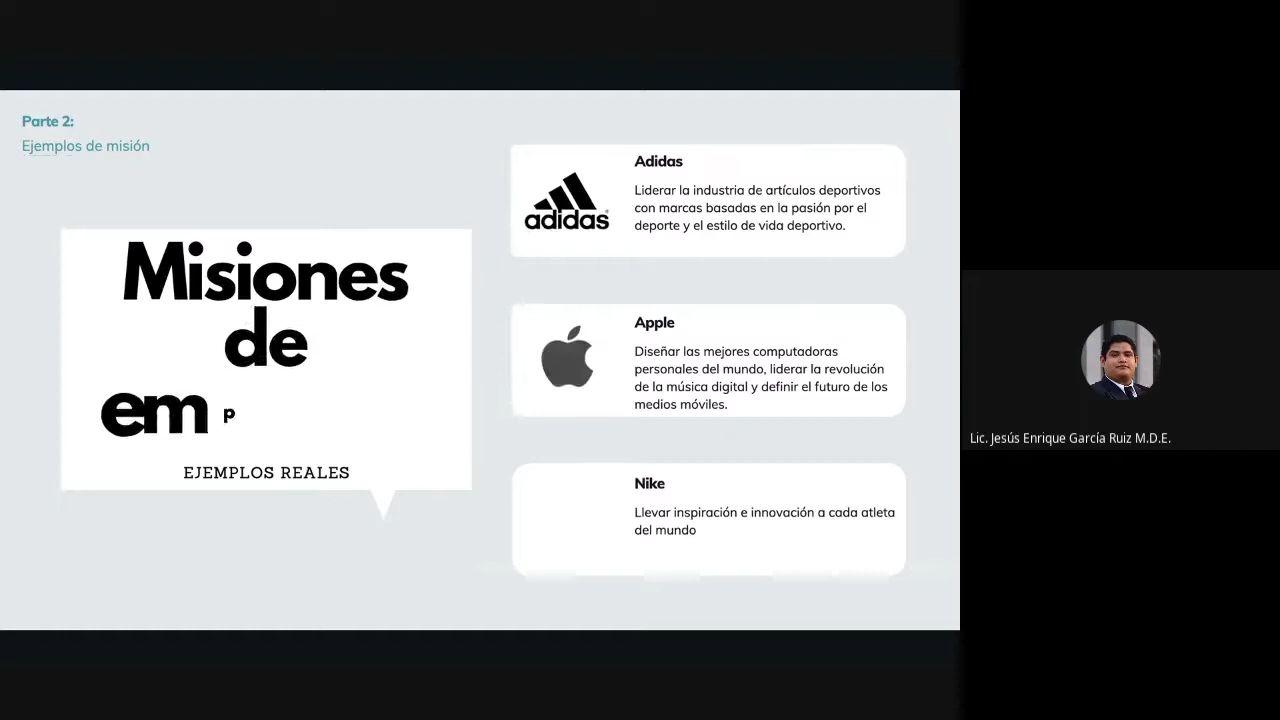 Parte 2:
Ejemplos de misión
Misiones
de
emp
EJEMPLOS REALES
adidas
Adidas
Liderar la industria de artículos deportivos
con marcas basadas en la pasión por el
deporte y el estilo de vida deportivo.
Apple
Diseñar las mejores computadoras
personales del mundo, liderar la revolución
de la música digital y definir el futuro de los
medios móviles.
Nike
Llevar inspiración e innovación a cada atleta
del mundo
Lic. Jesús Enrique García Ruiz M.D.E.